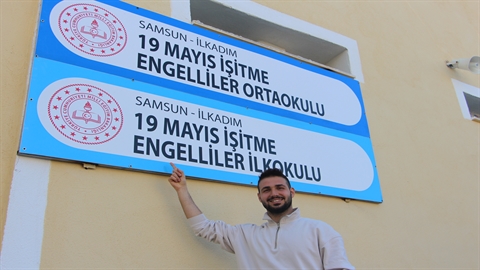 SAMSUN - İLKADIM
19 MAYIS İŞİTME
ENGELLİLER ORTAOKULU
SAMSUN - İLKADIM
19 MAYIS İŞİTME
ENGELLİLER İLKOKULU